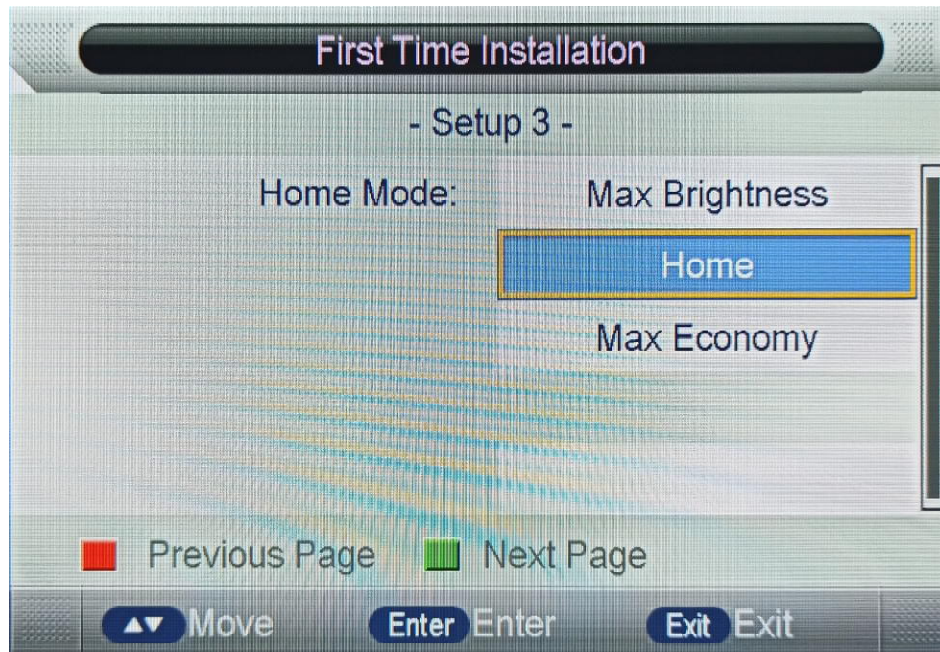 First Time Installation
- Setup 3 -
Home Mode: Max Brightness
Home
Max Economy
Previous Page Next Page
▲▼ Move Enter Enter Exit Exit